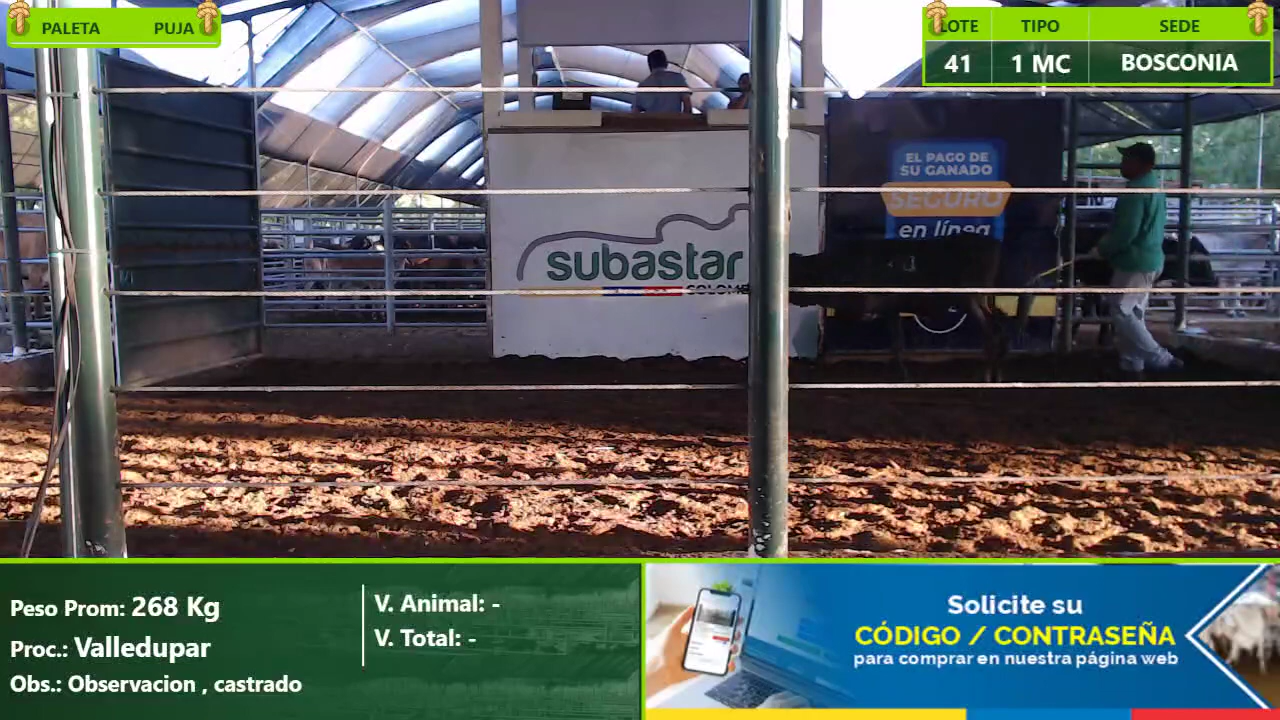 PALETA PUJA
LOTE TIPO SEDE
41 1 MC BOSCONIA
EL PAGO DE
SU GANADO
SEGURO
en línea
subastar
COLOMB
Peso Prom: 268 Kg
Proc.: Valledupar
Obs.: Observacion , castrado
V. Animal: -
V. Total: -
Solicite su
CÓDIGO / CONTRASEÑA
para comprar en nuestra página web